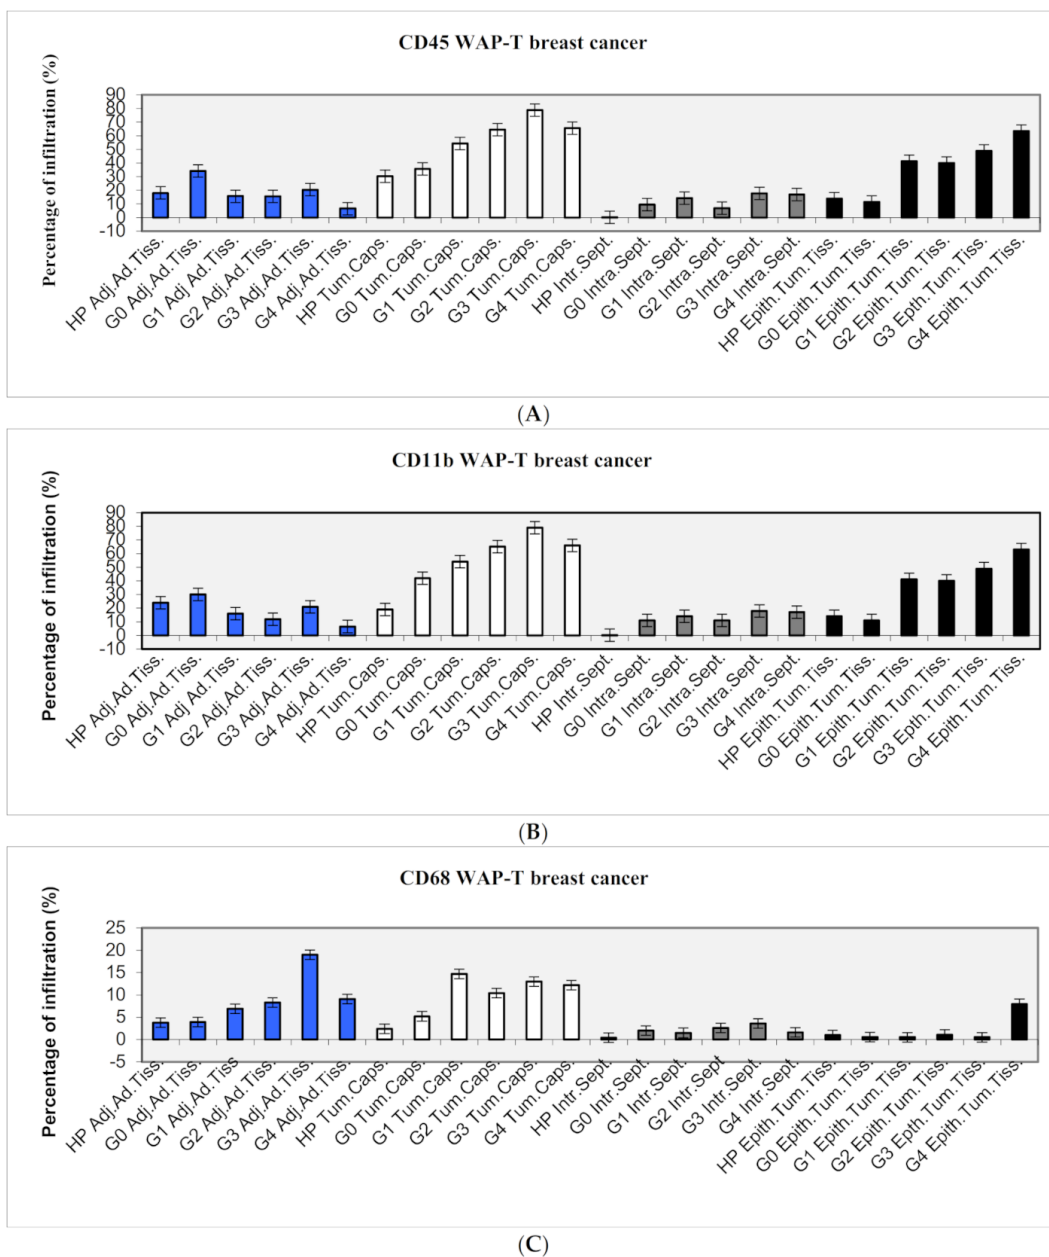 CD45 WAP-T breast cancer
Percentage of infiltration (%)
90
80
70
60
50
40
30
20
10
0
-10
HP Adj.Ad.Tiss.
G0 Adj.Ad.Tiss.
G1 Adj.Ad.Tiss.
G2 Adj.Ad.Tiss.
G3 Adj.Ad.Tiss.
G4 Adj.Ad.Tiss.
HP Tum.Caps.
G0 Tum.Caps.
G1 Tum.Caps.
G2 Tum.Caps.
G3 Tum.Caps.
G4 Tum.Caps.
HP Intr.Sept.
G0 Intra.Sept.
G1 Intra.Sept.
G2 Intra.Sept.
G3 Intra.Sept.
G4 Intra.Sept.
HP Epith.Tum.Tiss.
G0 Epith.Tum.Tiss.
G1 Epith.Tum.Tiss.
G2 Epith.Tum.Tiss.
G3 Epith.Tum.Tiss.
G4 Epith.Tum.Tiss.
(A)
CD11b WAP-T breast cancer
Percentage of infiltration (%)
90
80
70
60
50
40
30
20
10
0
-10
HP Adj.Ad.Tiss.
G0 Adj.Ad.Tiss.
G1 Adj.Ad.Tiss.
G2 Adj.Ad.Tiss.
G3 Adj.Ad.Tiss.
G4 Adj.Ad.Tiss.
HP Tum.Caps.
G0 Tum.Caps.
G1 Tum.Caps.
G2 Tum.Caps.
G3 Tum.Caps.
G4 Tum.Caps.
HP Intr.Sept.
G0 Intra.Sept.
G1 Intra.Sept.
G2 Intra.Sept.
G3 Intra.Sept.
G4 Intra.Sept.
HP Epith.Tum.Tiss.
G0 Epith.Tum.Tiss.
G1 Epith.Tum.Tiss.
G2 Epith.Tum.Tiss.
G3 Epith.Tum.Tiss.
G4 Epith.Tum.Tiss.
(B)
CD68 WAP-T breast cancer
Percentage of infiltration (%)
25
20
15
10
5
0
-5
HP Adj.Ad.Tiss.
G0 Adj.Ad.Tiss.
G1 Adj.Ad.Tiss
G2 Adj.Ad.Tiss.
G3 Adj.Ad.Tiss.
G4 Adj.Ad.Tiss.
HP Tum.Caps.
G0 Tum.Caps.
G1 Tum.Caps.
G2 Tum.Caps.
G3 Tum.Caps.
G4 Tum.Caps.
HP Intr.Sept.
G0 Intr.Sept.
G1 Intr.Sept.
G2 Intr.Sept
G3 Intr.Sept.
G4 Intr.Sept.
HP Epith.Tum.Tiss.
G0 Epith.Tum.Tiss.
G1 Epith.Tum.Tiss.
G2 Epith.Tum.Tiss.
G3 Epith.Tum.Tiss.
G4 Epith.Tum.Tiss.
(C)